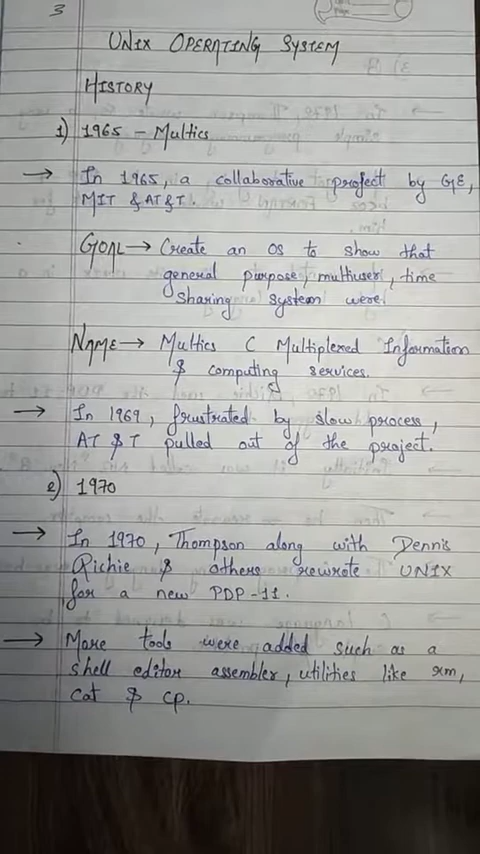 3
UNIX OPERATING SYSTEM
HISTORY
1) 1965 - Multics
→ In 1965, a collaborative project by GE,
MIT & AT&T.
GOAL → Create an OS to show that
general purpose, multiuser, time
sharing system were
NAME → Multics C Multiplexed Information
& computing services.
→ In 1969, frustrated by slow process,
AT & T pulled out of the project.
2) 1970
→ In 1970, Thompson along with Dennis
Richie & others rewrote UNIX
for a new PDP-11.
→ More tools were added such as a
shell editor assembler, utilities like rm,
cat & cp.